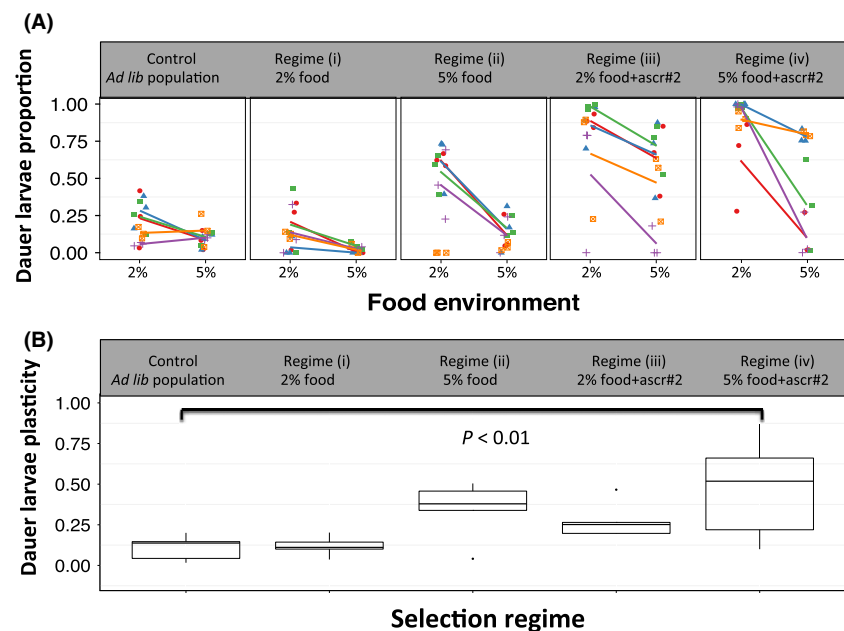 (A)
Control Regime (i) Regime (ii) Regime (iii) Regime (iv)
Ad lib population 2% food 5% food 2% food+ascr#2 5% food+ascr#2
Dauer larvae proportion
1.00
0.75
0.50
0.25
0.00
2% 5% 2% 5% 2% 5% 2% 5% 2% 5%
Food environment
(B)
Control Regime (i) Regime (ii) Regime (iii) Regime (iv)
Ad lib population 2% food 5% food 2% food+ascr#2 5% food+ascr#2
Dauer larvae plasticity
1.00
P < 0.01
0.75
0.50
0.25
0.00
Selection regime